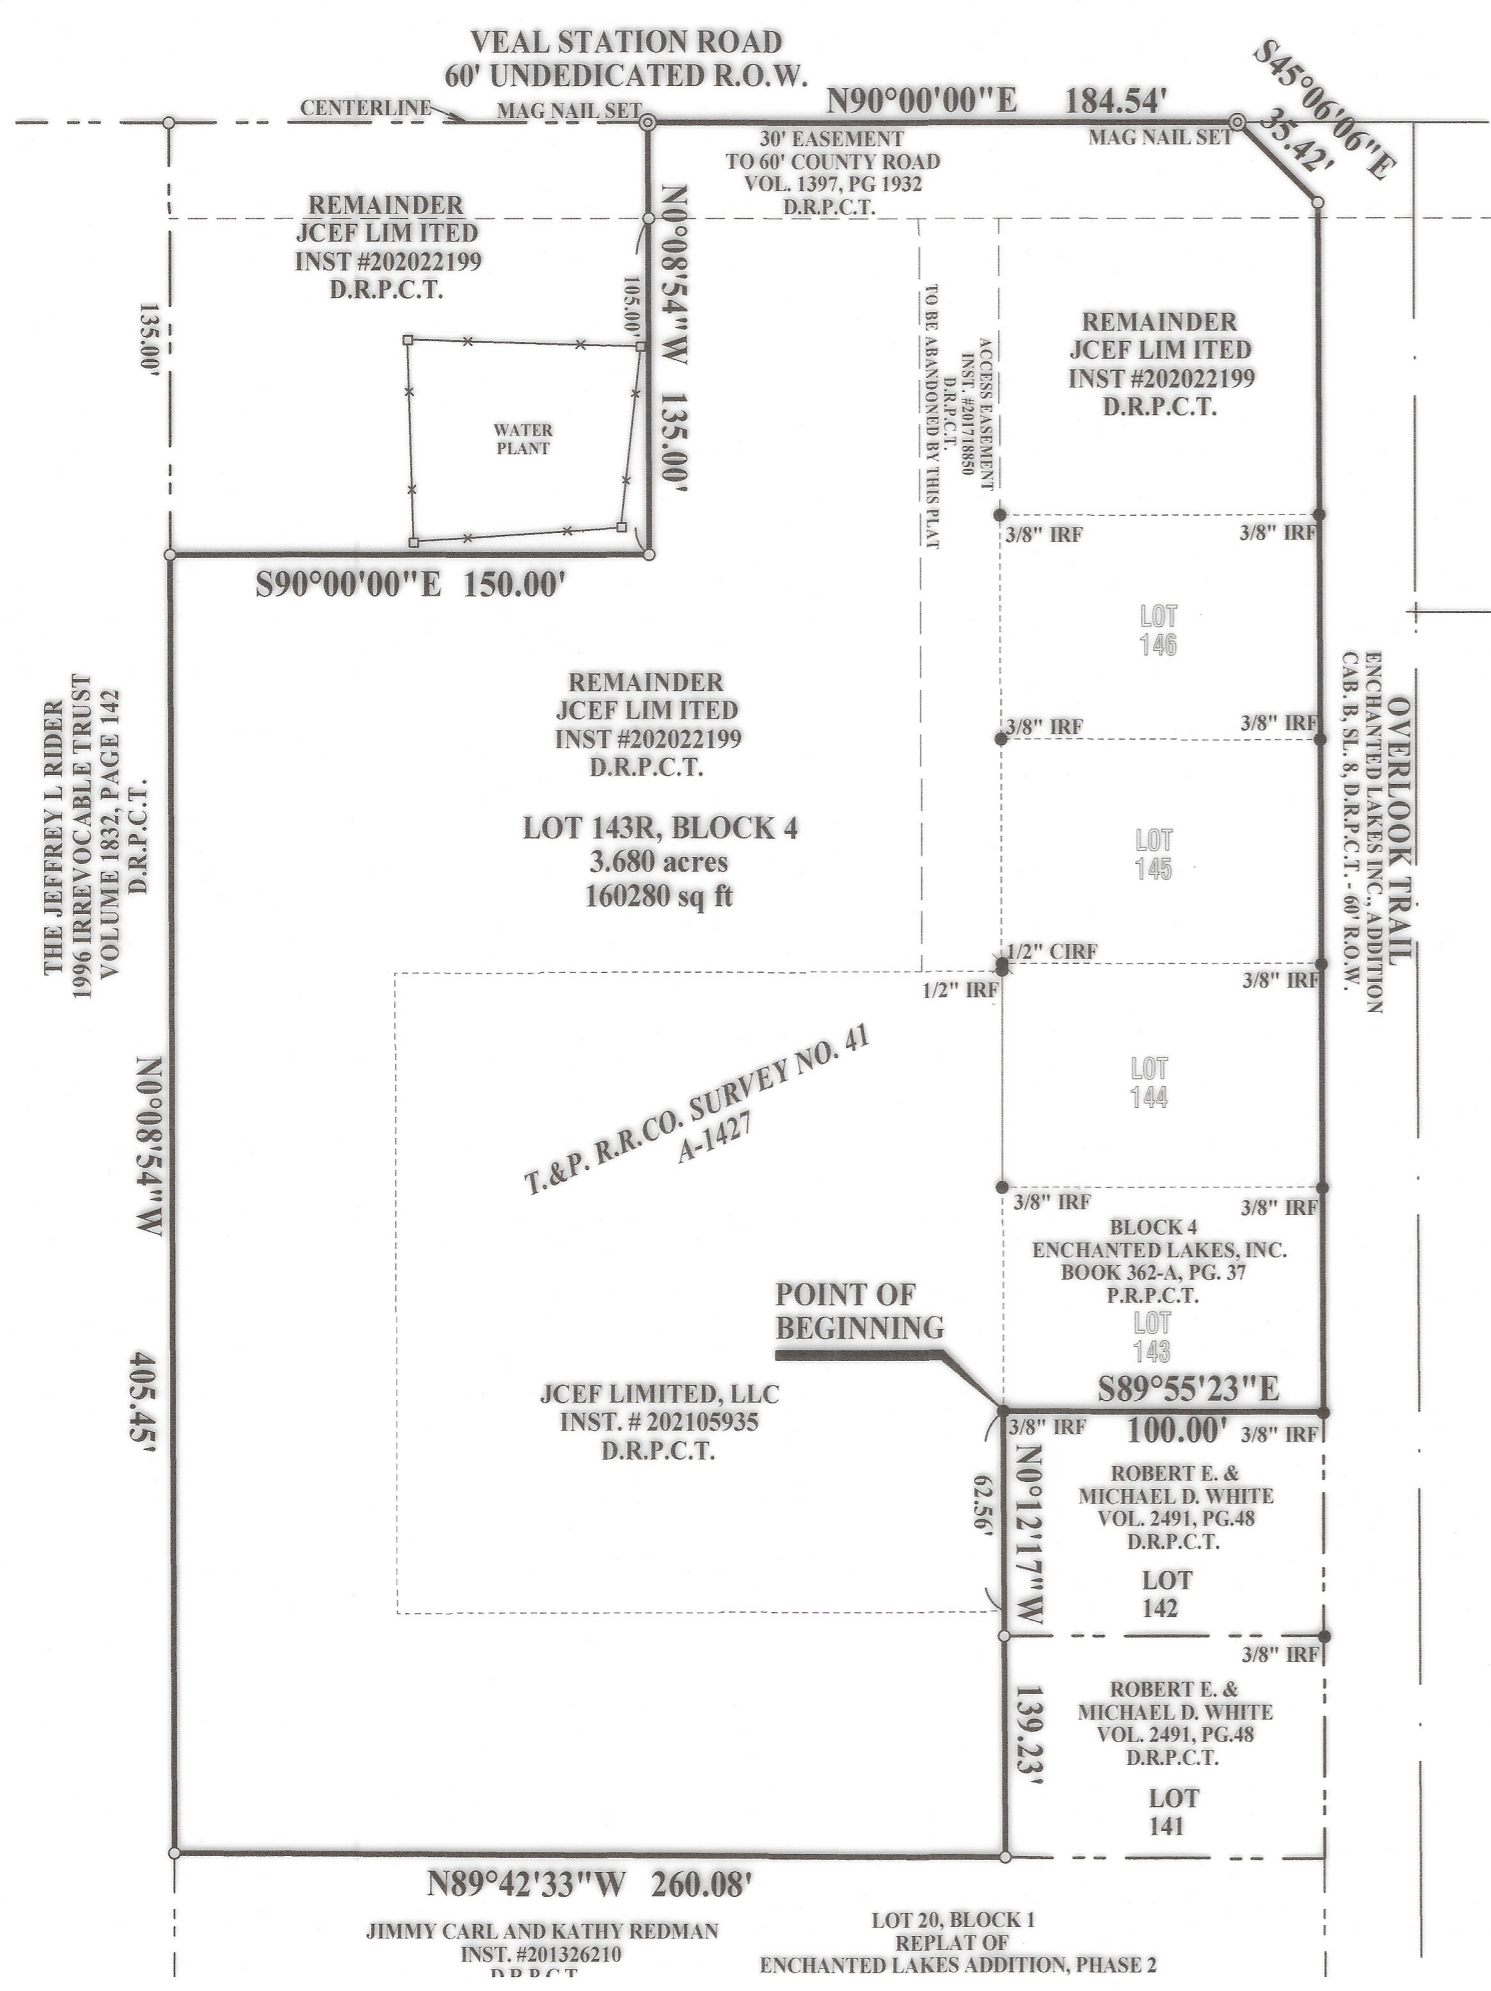 VEAL STATION ROAD
60' UNDEDICATED R.O.W.
CENTERLINE
MAG NAIL SET
N90°00'00"E 184.54'
MAG NAIL SET
S45°06'06"E
35.42'
30' EASEMENT
TO 60' COUNTY ROAD
VOL. 1397, PG 1932
D.R.P.C.T.
REMAINDER
JCEF LIM ITED
INST #202022199
D.R.P.C.T.
135.00'
105.00'
N0°08'54"W 135.00'
WATER
PLANT
S90°00'00"E 150.00'
TO BE ABANDONED BY THIS PLAT
ACCESS EASEMENT
INST. #201718850
D.R.P.C.T.
REMAINDER
JCEF LIM ITED
INST #202022199
D.R.P.C.T.
3/8" IRF
3/8" IRF
LOT
146
3/8" IRF
3/8" IRF
LOT
145
1/2" CIRF
1/2" IRF
3/8" IRF
OVERLOOK TRAIL
ENCHANTED LAKES INC., ADDITION
CAB. B, SL. 8, D.R.P.C.T. - 60' R.O.W.
REMAINDER
JCEF LIM ITED
INST #202022199
D.R.P.C.T.
LOT 143R, BLOCK 4
3.680 acres
160280 sq ft
THE JEFFREY L RIDER
1996 IRREVOCABLE TRUST
VOLUME 1832, PAGE 142
D.R.P.C.T.
T.&P. R.R.CO. SURVEY NO. 41
A-1427
LOT
144
3/8" IRF
3/8" IRF
BLOCK 4
ENCHANTED LAKES, INC.
BOOK 362-A, PG. 37
P.R.P.C.T.
LOT
143
N0°08'54"W 405.45'
POINT OF
BEGINNING
S89°55'23"E
100.00'
3/8" IRF
3/8" IRF
JCEF LIMITED, LLC
INST. # 202105935
D.R.P.C.T.
62.56'
N0°12'17"W 139.23'
ROBERT E. &
MICHAEL D. WHITE
VOL. 2491, PG.48
D.R.P.C.T.
LOT
142
3/8" IRF
ROBERT E. &
MICHAEL D. WHITE
VOL. 2491, PG.48
D.R.P.C.T.
LOT
141
N89°42'33"W 260.08'
JIMMY CARL AND KATHY REDMAN
INST. #201326210
D.R.P.C.T.
LOT 20, BLOCK 1
REPLAT OF
ENCHANTED LAKES ADDITION, PHASE 2